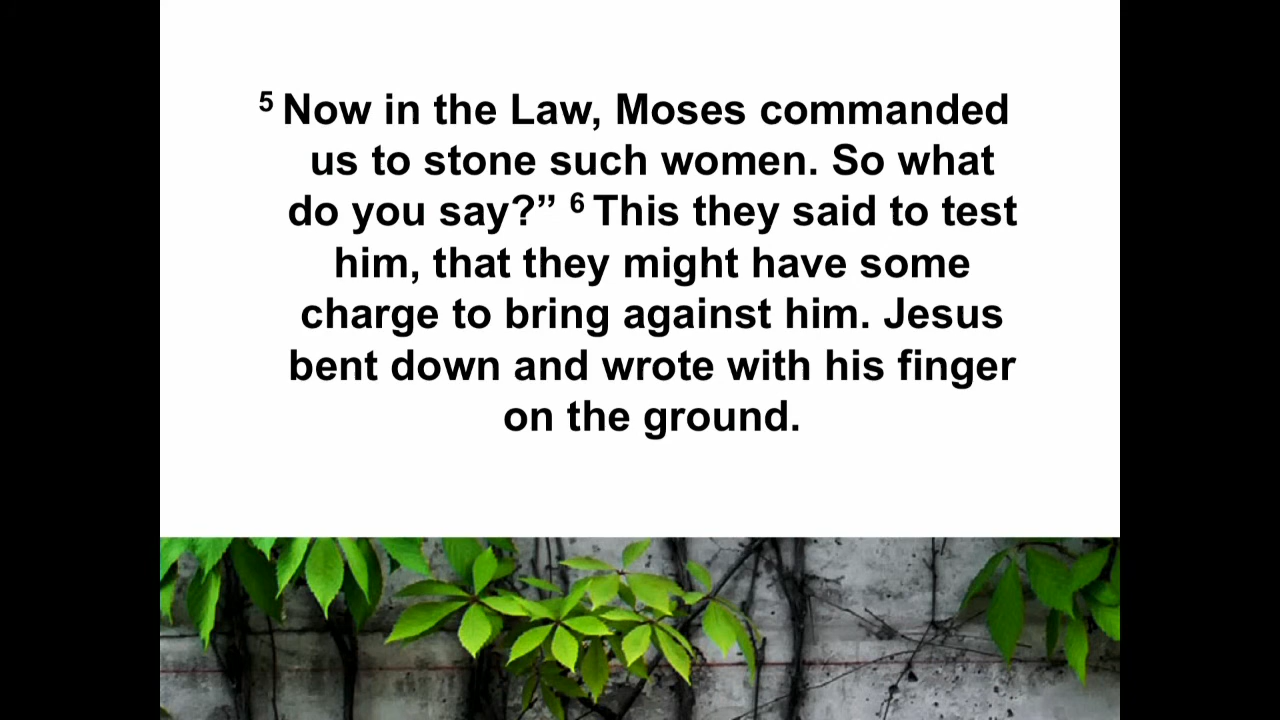 5 Now in the Law, Moses commanded
us to stone such women. So what
do you say?” 6 This they said to test
him, that they might have some
charge to bring against him. Jesus
bent down and wrote with his finger
on the ground.